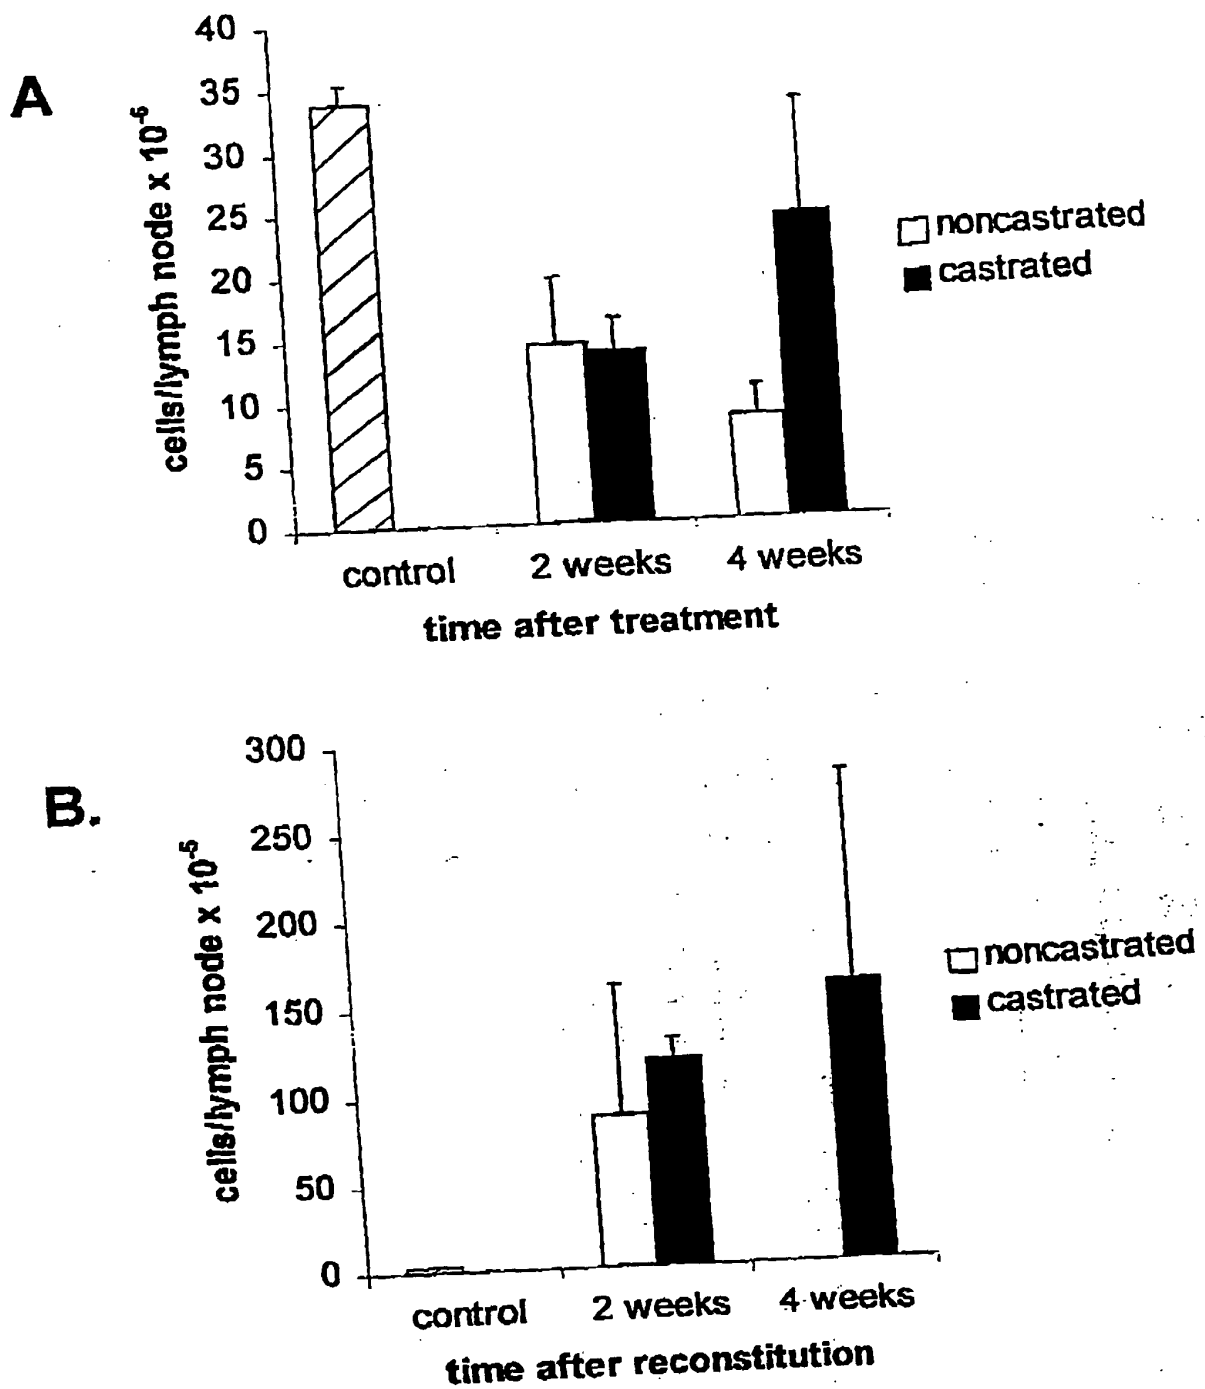 A
40
35
30
25
20
15
10
5
0
cells/lymph node x 10-5
noncastrated
castrated
control
2 weeks
4 weeks
time after treatment
B.
300
250
200
150
100
50
0
cells/lymph node x 10-5
noncastrated
castrated
control
2 weeks
4 weeks
time after reconstitution